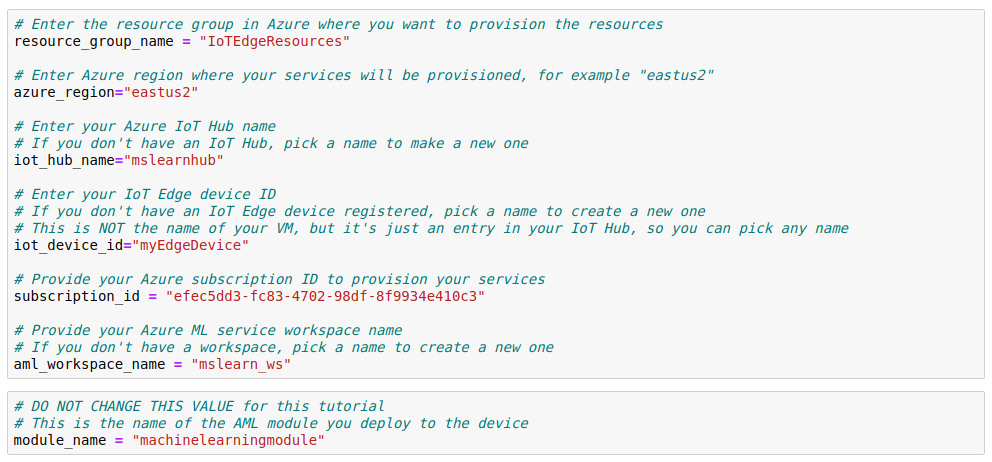 # Enter the resource group in Azure where you want to provision the resources
resource_group_name = "IoTEdgeResources"
# Enter Azure region where your services will be provisioned, for example "eastus2"
azure_region="eastus2"
# Enter your Azure IoT Hub name
# If you don't have an IoT Hub, pick a name to make a new one
iot_hub_name="mslearnhub"
# Enter your IoT Edge device ID
# If you don't have an IoT Edge device registered, pick a name to create a new one
# This is NOT the name of your VM, but it's just an entry in your IoT Hub, so you can pick any name
iot_device_id="myEdgeDevice"
# Provide your Azure subscription ID to provision your services
subscription_id = "efec5dd3-fc83-4702-98df-8f9934e410c3"
# Provide your Azure ML service workspace name
# If you don't have a workspace, pick a name to create a new one
aml_workspace_name = "mslearn_ws"
# DO NOT CHANGE THIS VALUE for this tutorial
# This is the name of the AML module you deploy to the device
module_name = "machinelearningmodule"